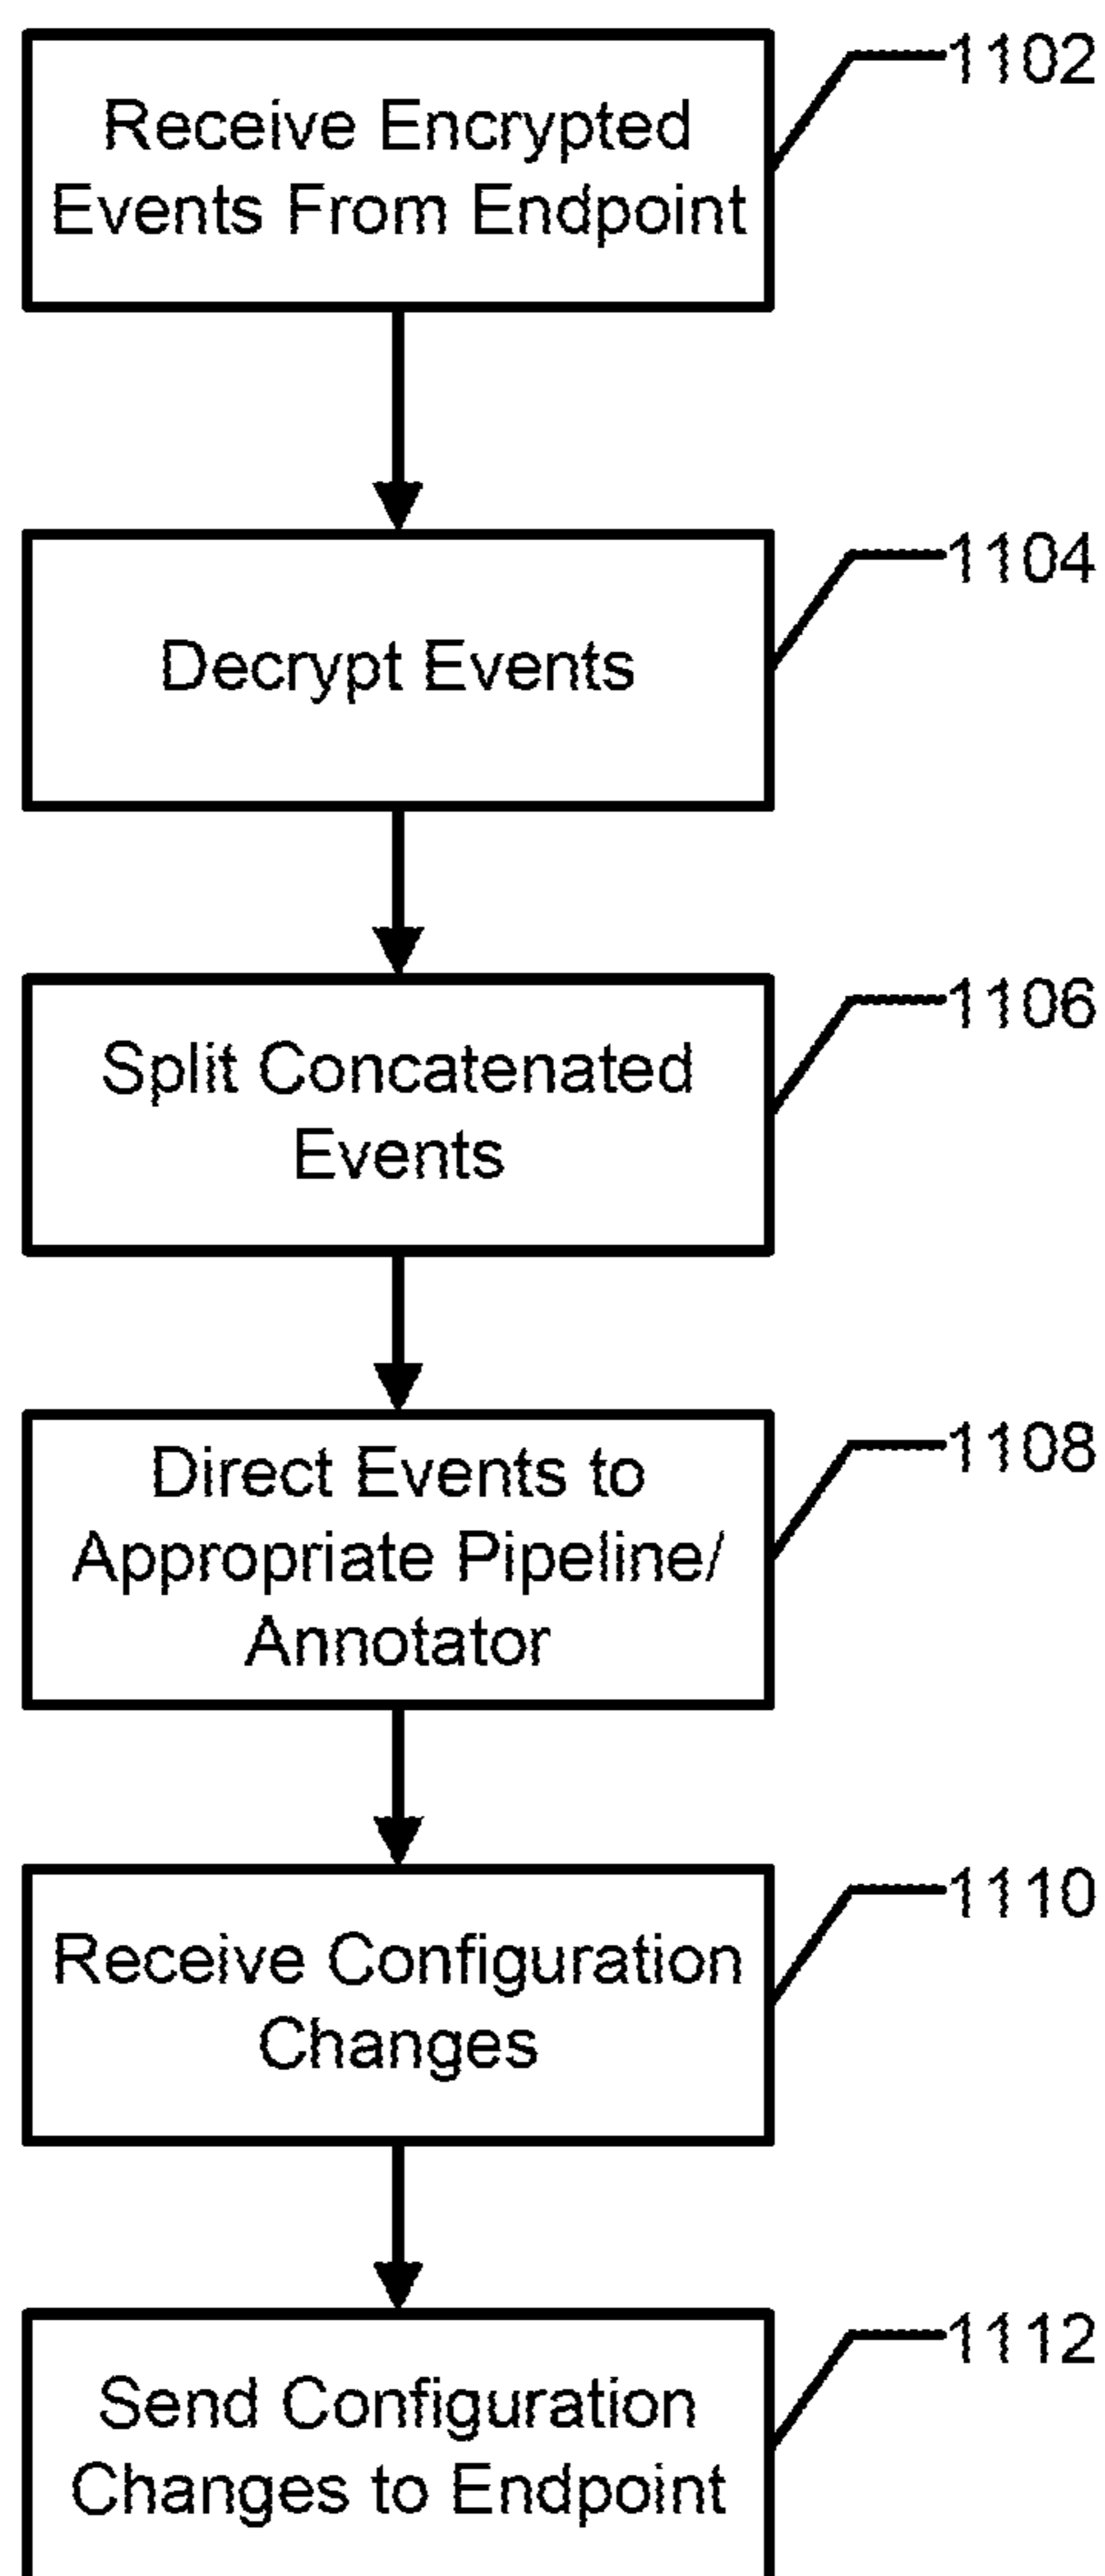 1102
Receive Encrypted
Events From Endpoint
1104
Decrypt Events
1106
Split Concatenated
Events
1108
Direct Events to
Appropriate Pipeline/
Annotator
1110
Receive Configuration
Changes
1112
Send Configuration
Changes to Endpoint